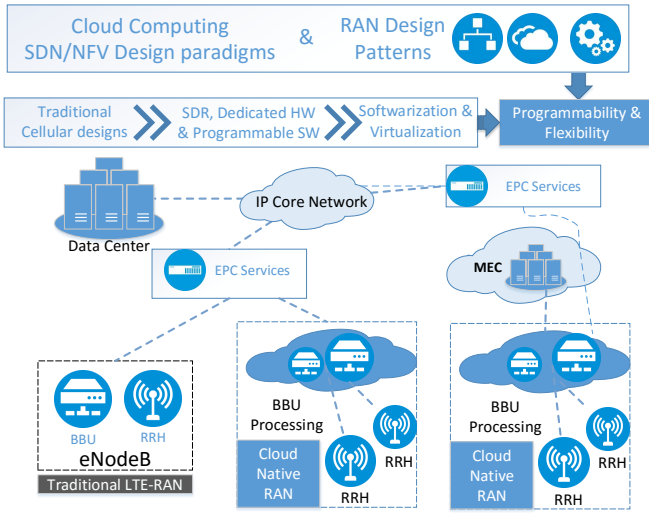 Cloud Computing
SDN/NFV Design paradigms
&
RAN Design
Patterns
Traditional
Cellular designs
SDR, Dedicated HW
& Programmable SW
Softwarization &
Virtualization
Programmability &
Flexibility
IP Core Network
EPC Services
Data Center
EPC Services
MEC
BBU
RRH
eNodeB
Traditional LTE-RAN
BBU
Processing
RRH
Cloud
Native
RAN
RRH
BBU
Processing
RRH
Cloud
Native
RAN
RRH